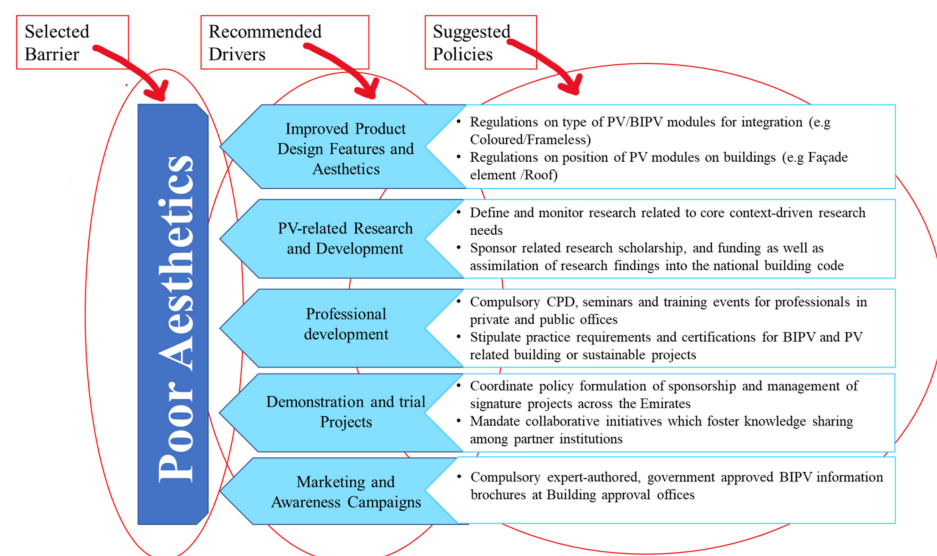 Selected
Barrier
Recommended
Drivers
Suggested
Policies
Poor Aesthetics
Improved Product
Design Features and
Aesthetics
• Regulations on type of PV/BIPV modules for integration (e.g
Coloured/Frameless)
• Regulations on position of PV modules on buildings (e.g Façade
element /Roof)
PV-related Research
and Development
• Define and monitor research related to core context-driven research
needs
• Sponsor related research scholarship, and funding as well as
assimilation of research findings into the national building code
Professional
development
• Compulsory CPD, seminars and training events for professionals in
private and public offices
• Stipulate practice requirements and certifications for BIPV and PV
related building or sustainable projects
Demonstration and trial
Projects
• Coordinate policy formulation of sponsorship and management of
signature projects across the Emirates
• Mandate collaborative initiatives which foster knowledge sharing
among partner institutions
Marketing and
Awareness Campaigns
• Compulsory expert-authored, government approved BIPV information
brochures at Building approval offices